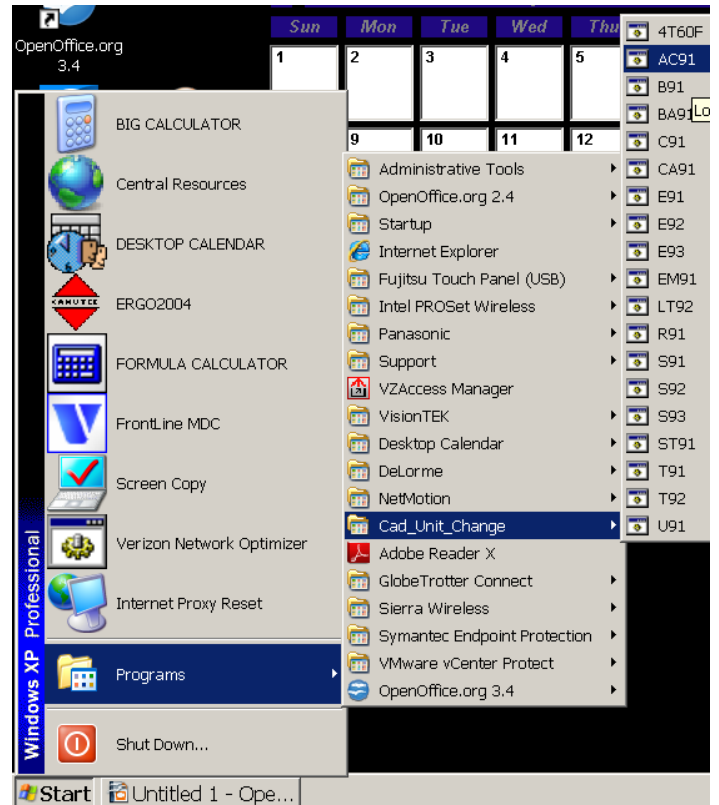 OpenOffice.org
3.4
Sun Mon Tue Wed Thu
1 2 3 4 5
9 10 11 12
BIG CALCULATOR
Central Resources
DESKTOP CALENDAR
CANUTEC
ERGO2004
FORMULA CALCULATOR
FrontLine MDC
Screen Copy
Verizon Network Optimizer
Internet Proxy Reset
Programs
Shut Down...
Windows XP Professional
Administrative Tools
OpenOffice.org 2.4
Startup
Internet Explorer
Fujitsu Touch Panel (USB)
Intel PROSet Wireless
Panasonic
Support
VZAccess Manager
VisionTEK
Desktop Calendar
DeLorme
NetMotion
Cad_Unit_Change
Adobe Reader X
GlobeTrotter Connect
Sierra Wireless
Symantec Endpoint Protection
VMware vCenter Protect
OpenOffice.org 3.4
4T60F
AC91
B91
BA91
Lo
C91
CA91
E91
E92
E93
EM91
LT92
R91
S91
S92
S93
ST91
T91
T92
U91
Start
Untitled 1 - Ope...